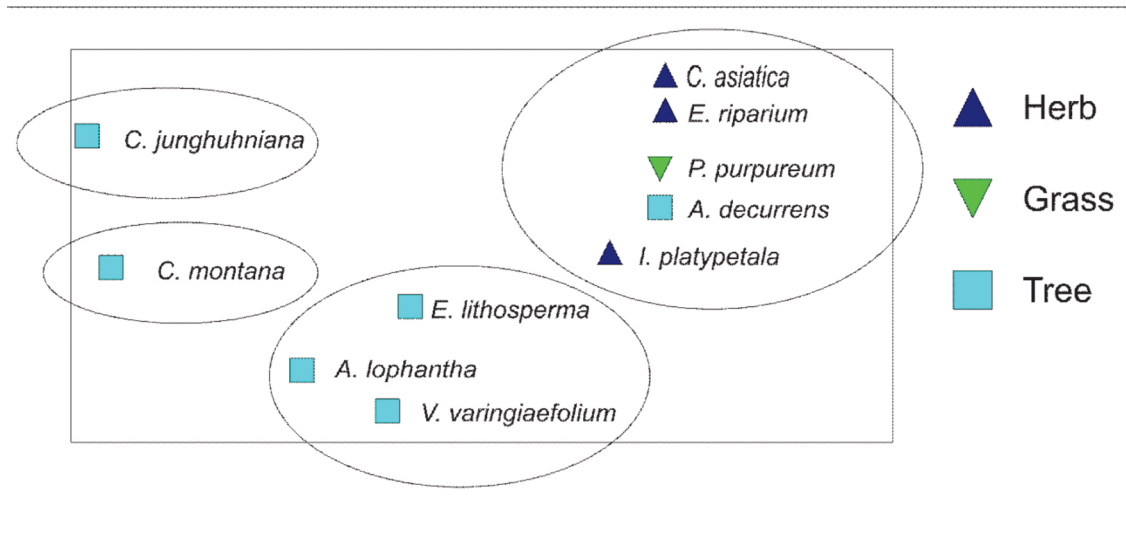 C. asiatica
E. riparium
P. purpureum
A. decurrens
I. platypetala
C. junghuhniana
C. montana
E. lithosperma
A. lophantha
V. varingiaefolium
Herb
Grass
Tree